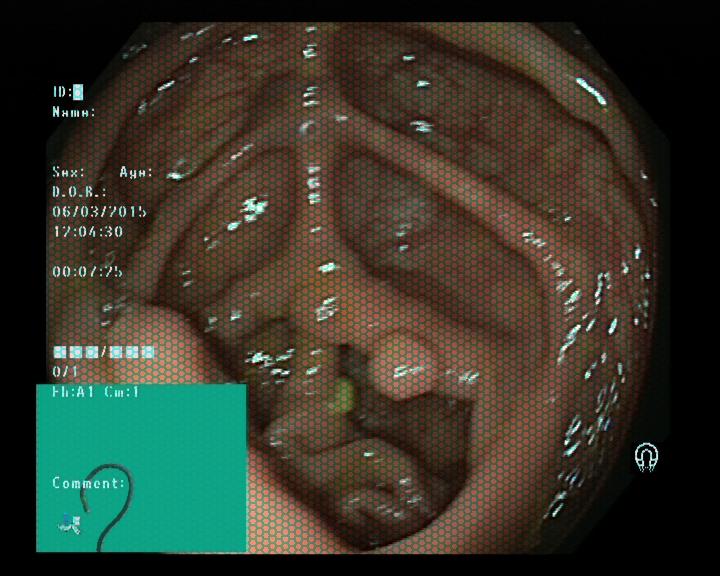 ID:
Name:
Sex: Age:
D.O.B.:
06/03/2015
12:04:30
00:07:25
/
0/1
Eh:A1 Cm:1
Comment: